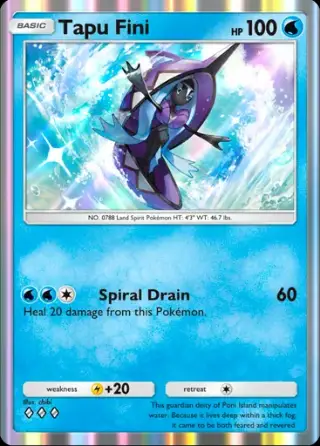 BASIC
Tapu Fini
HP 100
NO. 0788 Land Spirit Pokémon HT: 4'3" WT: 46.7 lbs.
Spiral Drain 60
Heal 20 damage from this Pokémon.
weakness +20 retreat
Illus. chibi
This guardian deity of Poni Island manipulates
water. Because it lives deep within a thick fog,
it came to be both feared and revered.